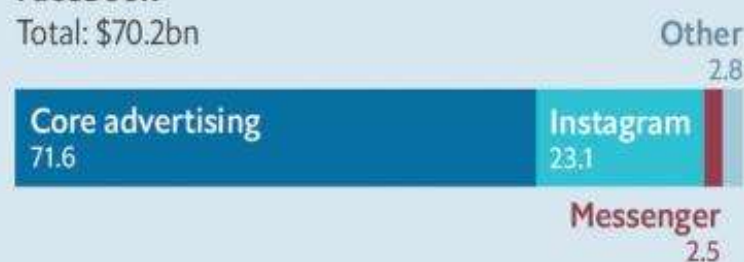 Total: $70.2bn
Other
2.8
Core advertising
71.6
Instagram
23.1
Messenger
2.5